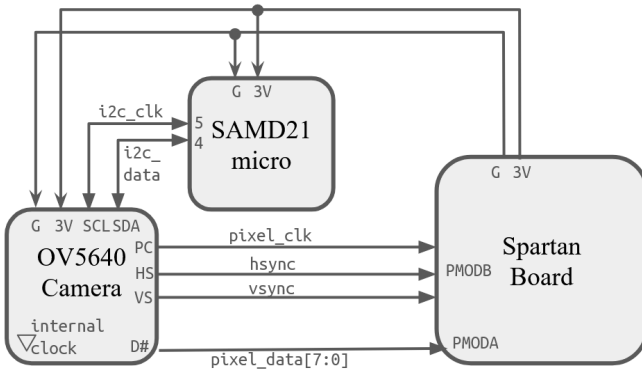 G 3V
i2c_clk
5
SAMD21
i2c_
4
micro
data
G 3V
G 3V SCL SDA
PC
pixel_clk
OV5640
Spartan
HS
hsync
PMODB
Camera
Board
VS
vsync
internal
clock
D#
PMODA
pixel_data[7:0]